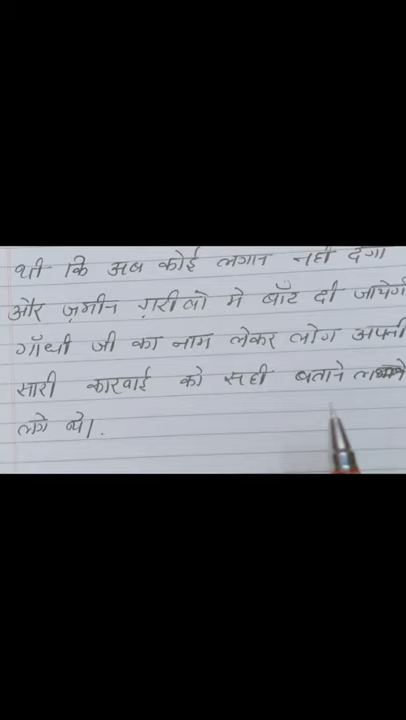 थी कि अब कोई लगान नही देगा
और ज़मीन ग़रीबो मे बाँट दी जायेगी
गाँधी जी का नाम लेकर लोग अपनी
सारी कारवाई को सही बताने
लगे थे।.